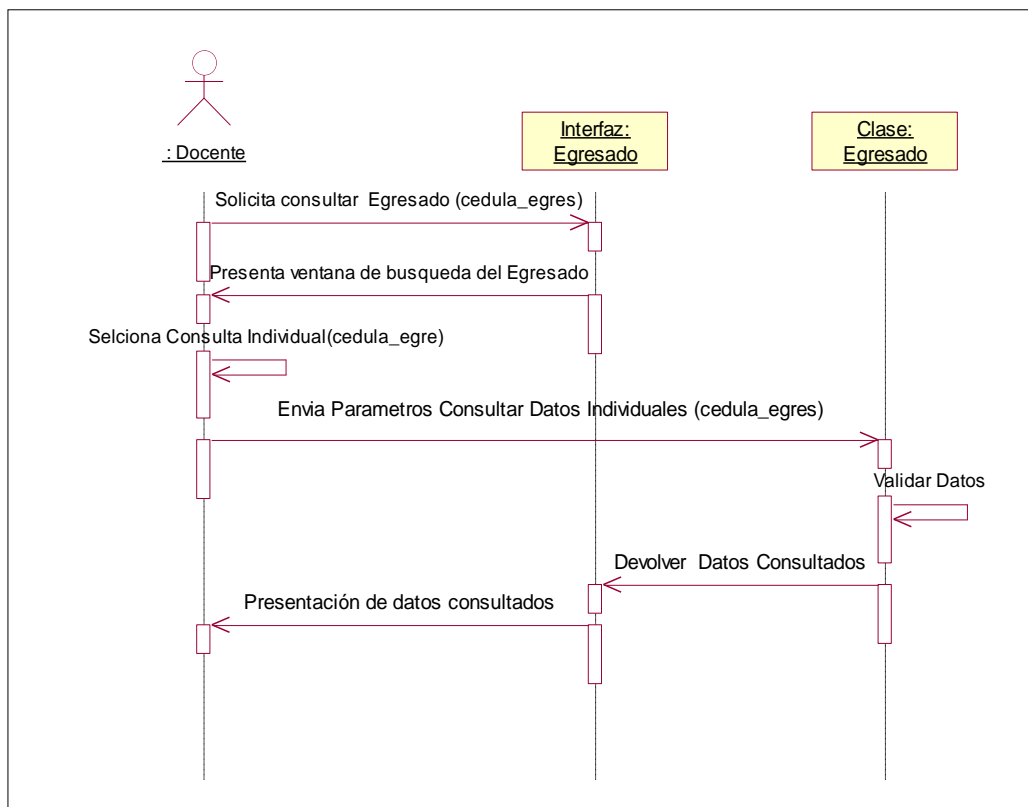 : Docente
Interfaz:
Egresado
Clase:
Egresado
Solicita consultar Egresado (cedula_egres)
Presenta ventana de busqueda del Egresado
Selciona Consulta Individual(cedula_egre)
Envia Parametros Consultar Datos Individuales (cedula_egres)
Validar Datos
Devolver Datos Consultados
Presentación de datos consultados